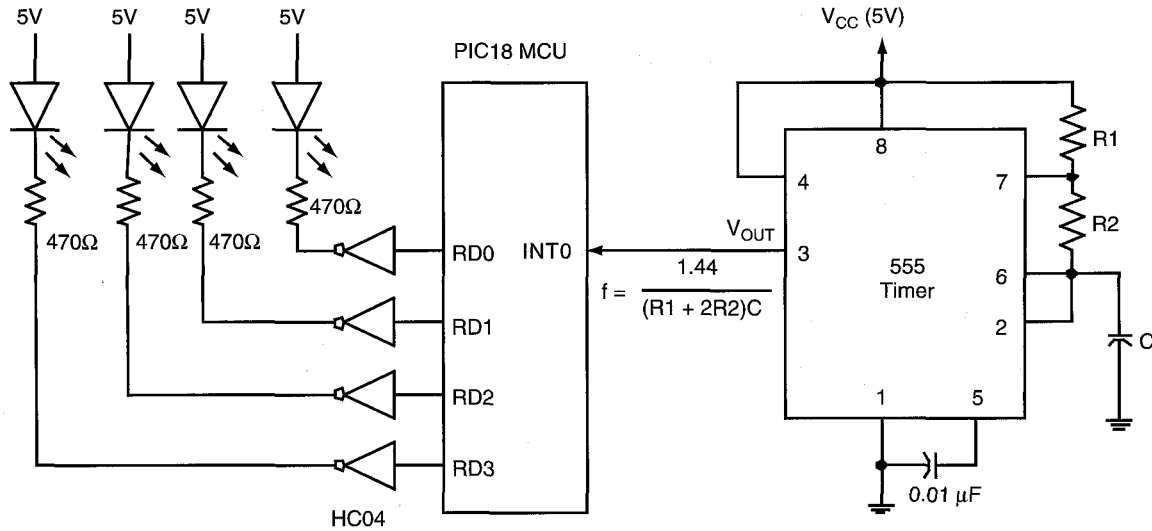 5V 5V 5V 5V
PIC18 MCU
V_CC (5V)
470Ω 470Ω 470Ω 470Ω
RD0
RD1
RD2
RD3
INT0
HC04
V_OUT
f = 1.44 / (R1 + 2R2)C
8
4
7
3
555
Timer
6
2
1
5
R1
R2
C
0.01 μF